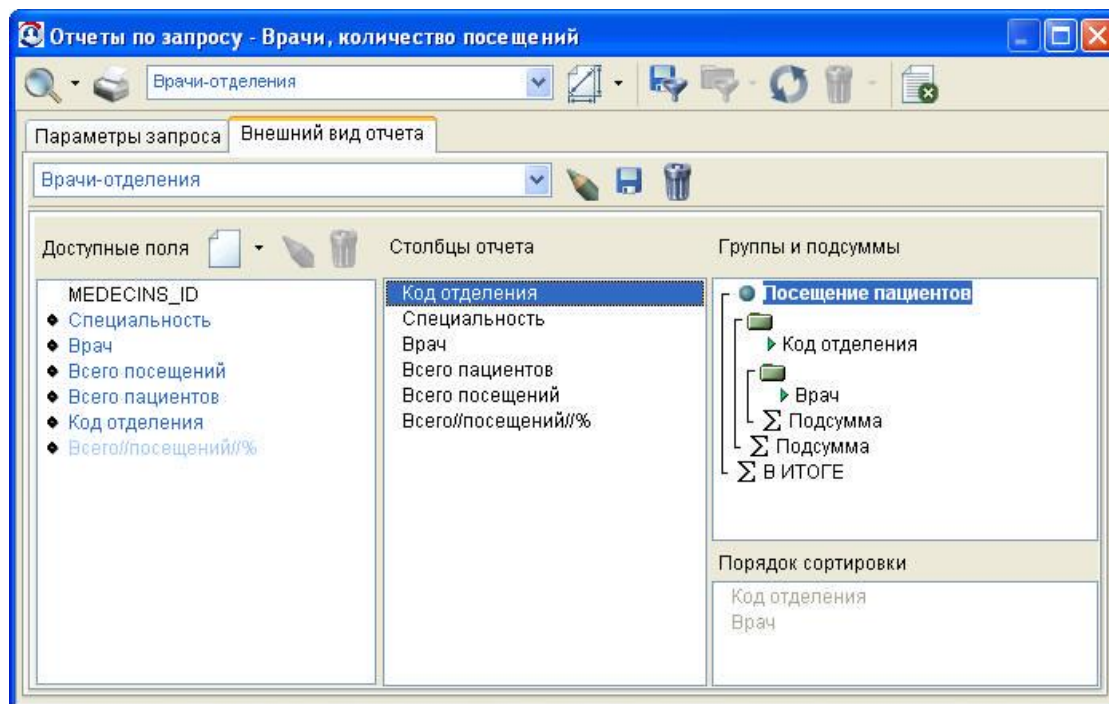 Отчеты по запросу - Врачи, количество посещений
Врачи-отделения
Параметры запроса
Внешний вид отчета
Врачи-отделения
Доступные поля
MEDECINS_ID
Специальность
Врач
Всего посещений
Всего пациентов
Код отделения
Всего//посещений//%
Столбцы отчета
Код отделения
Специальность
Врач
Всего пациентов
Всего посещений
Всего//посещений//%
Группы и подсуммы
Посещение пациентов
Код отделения
Врач
Σ Подсумма
Σ Подсумма
Σ В ИТОГЕ
Порядок сортировки
Код отделения
Врач